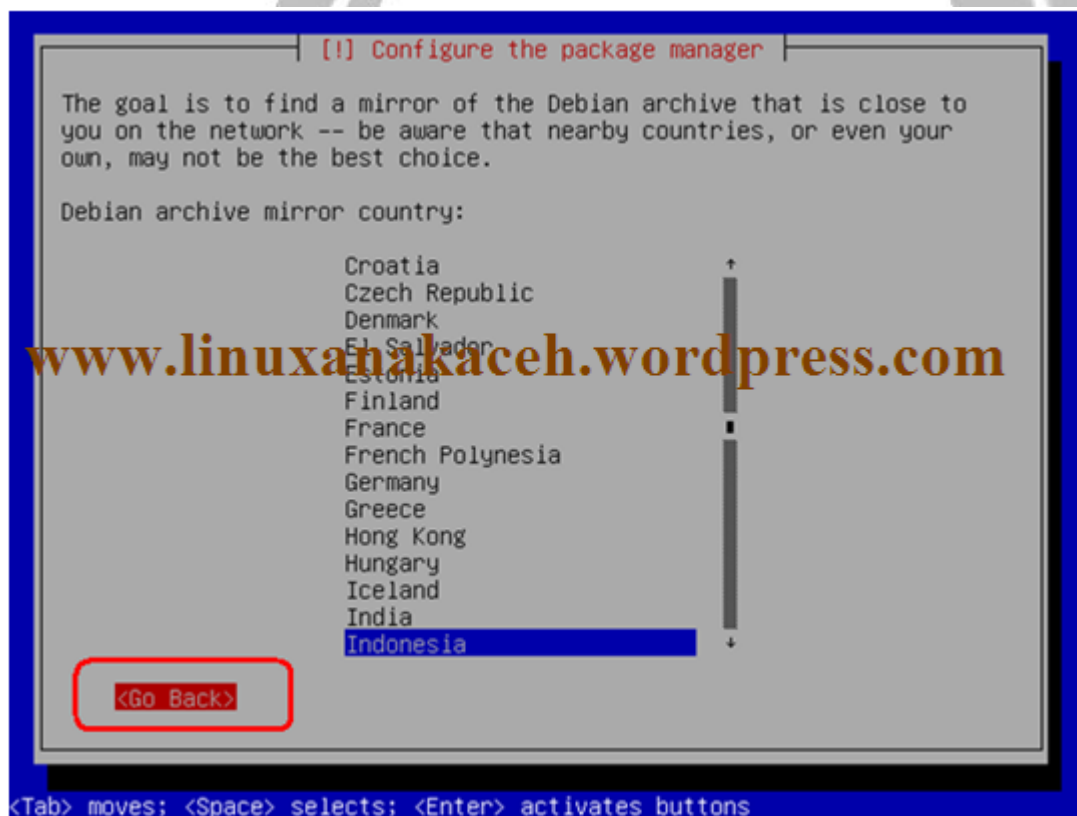 [!] Configure the package manager
The goal is to find a mirror of the Debian archive that is close to
you on the network -- be aware that nearby countries, or even your
own, may not be the best choice.
Debian archive mirror country:
Croatia
Czech Republic
Denmark
El Salvador
www.linuxanakaceh.wordpress.com
Estonia
Finland
France
French Polynesia
Germany
Greece
Hong Kong
Hungary
Iceland
India
Indonesia
<Go Back>
<Tab> moves; <Space> selects; <Enter> activates buttons